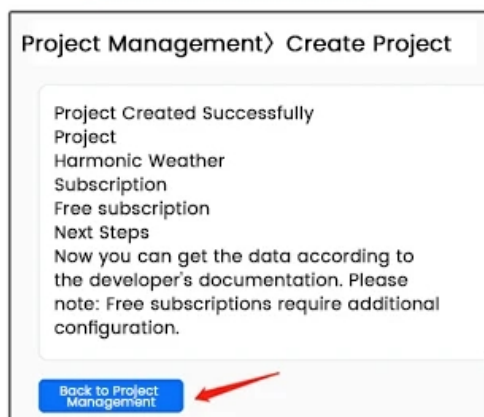 Project Management〉Create Project
Project Created Successfully
Project
Harmonic Weather
Subscription
Free subscription
Next Steps
Now you can get the data according to
the developer's documentation. Please
note: Free subscriptions require additional
configuration.
Back to Project
Management